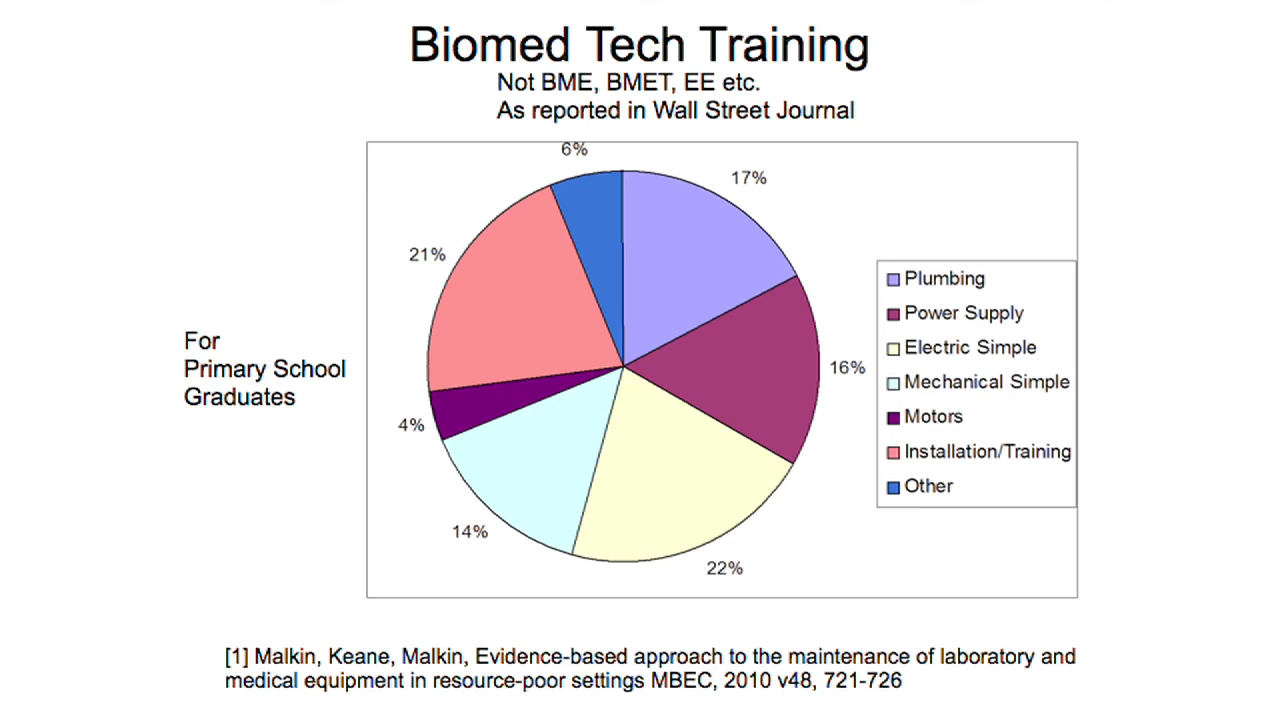 Biomed Tech Training
Not BME, BMET, EE etc.
As reported in Wall Street Journal
6%
17%
21%
16%
4%
14%
22%
Plumbing
Power Supply
Electric Simple
Mechanical Simple
Motors
Installation/Training
Other
For
Primary School
Graduates
[1] Malkin, Keane, Malkin, Evidence-based approach to the maintenance of laboratory and
medical equipment in resource-poor settings MBEC, 2010 v48, 721-726